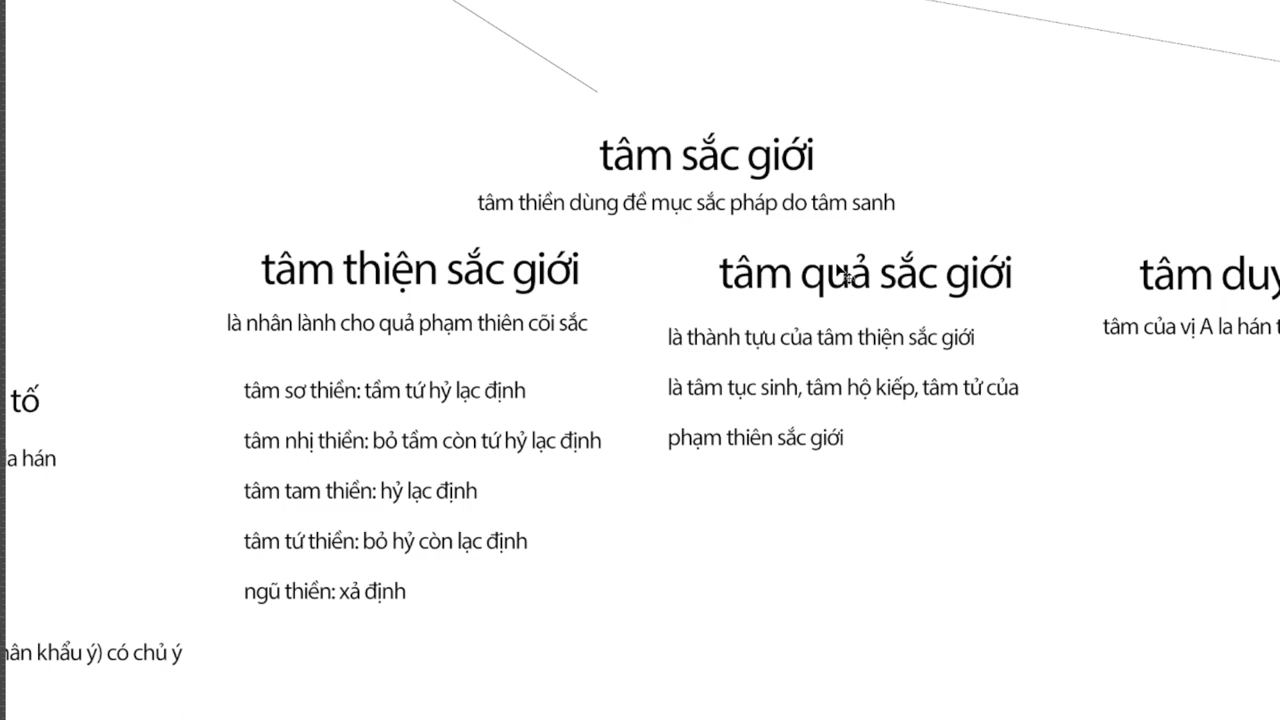 tâm sắc giới
tâm thiền dùng đề mục sắc pháp do tâm sanh
tâm thiện sắc giới
là nhân lành cho quả phạm thiên cõi sắc
tâm sơ thiền: tầm tứ hỷ lạc định
tâm nhị thiền: bỏ tầm còn tứ hỷ lạc định
tâm tam thiền: hỷ lạc định
tâm tứ thiền: bỏ hỷ còn lạc định
ngũ thiền: xả định
tâm quả sắc giới
là thành tựu của tâm thiện sắc giới
là tâm tục sinh, tâm hộ kiếp, tâm tử của
phạm thiên sắc giới
tâm duy
tâm của vị A la hán
tố
a hán
khẩu ý) có chủ ý